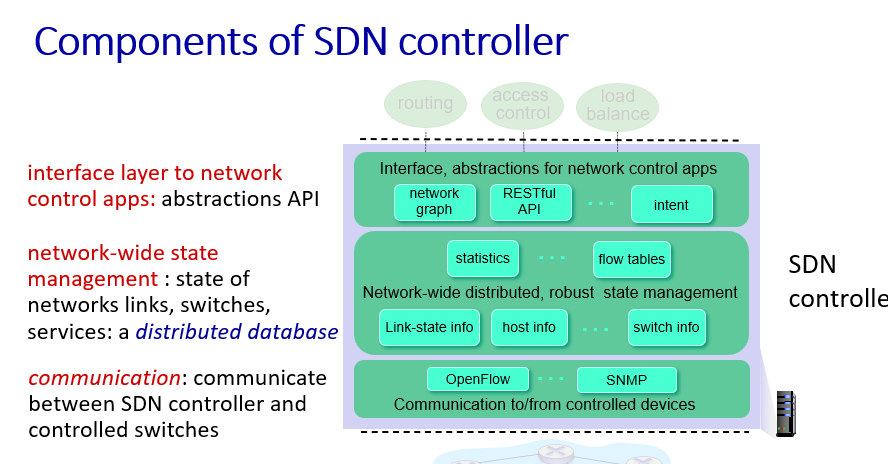 Components of SDN controller
routing
access
control
load
balance
interface layer to network
control apps: abstractions API
Interface, abstractions for network control apps
network
graph
RESTful
API
intent
network-wide state
management : state of
networks links, switches,
services: a distributed database
statistics
flow tables
Network-wide distributed, robust state management
Link-state info
host info
switch info
SDN
controlle
communication: communicate
between SDN controller and
controlled switches
OpenFlow
SNMP
Communication to/from controlled devices